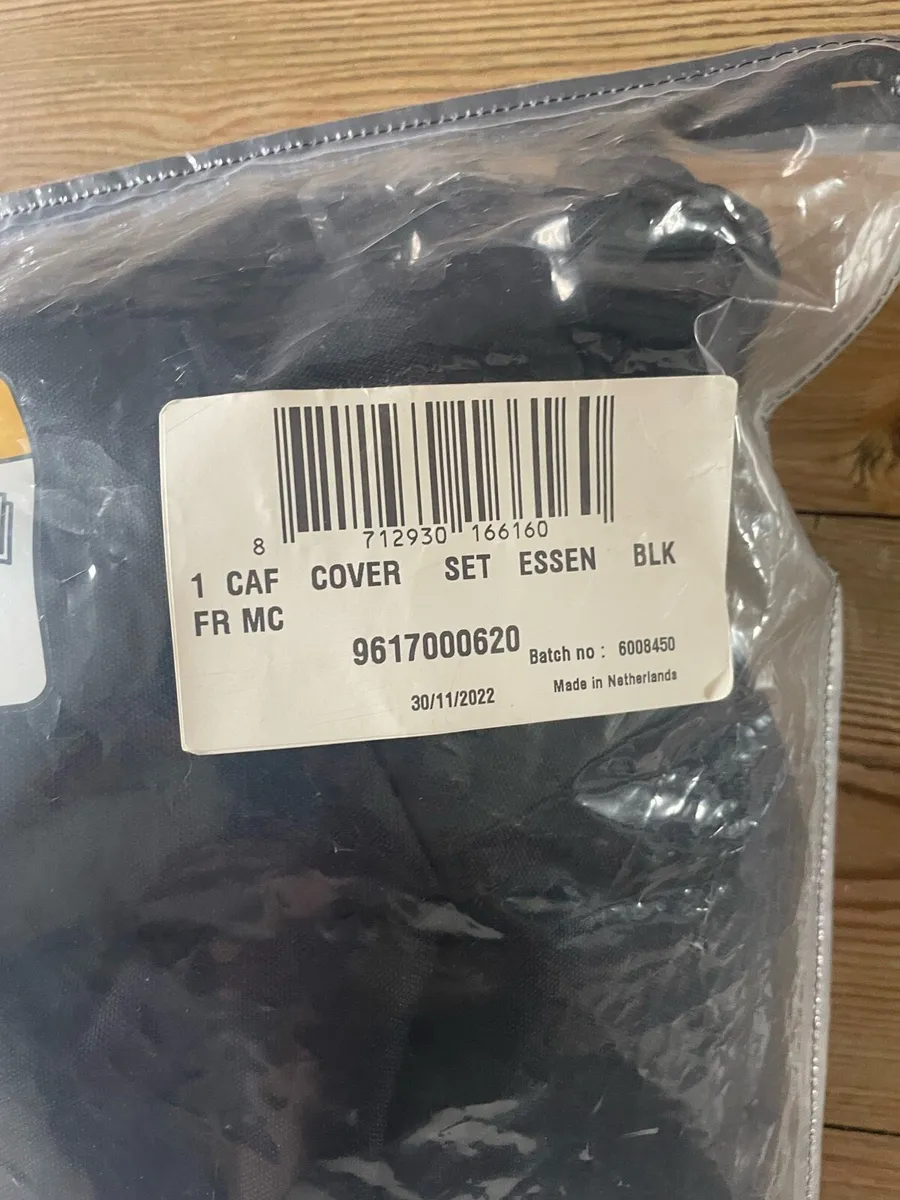 8 712930 166160
1 CAF COVER SET ESSEN BLK
FR MC
9617000620 Batch no : 6008450
30/11/2022 Made in Netherlands